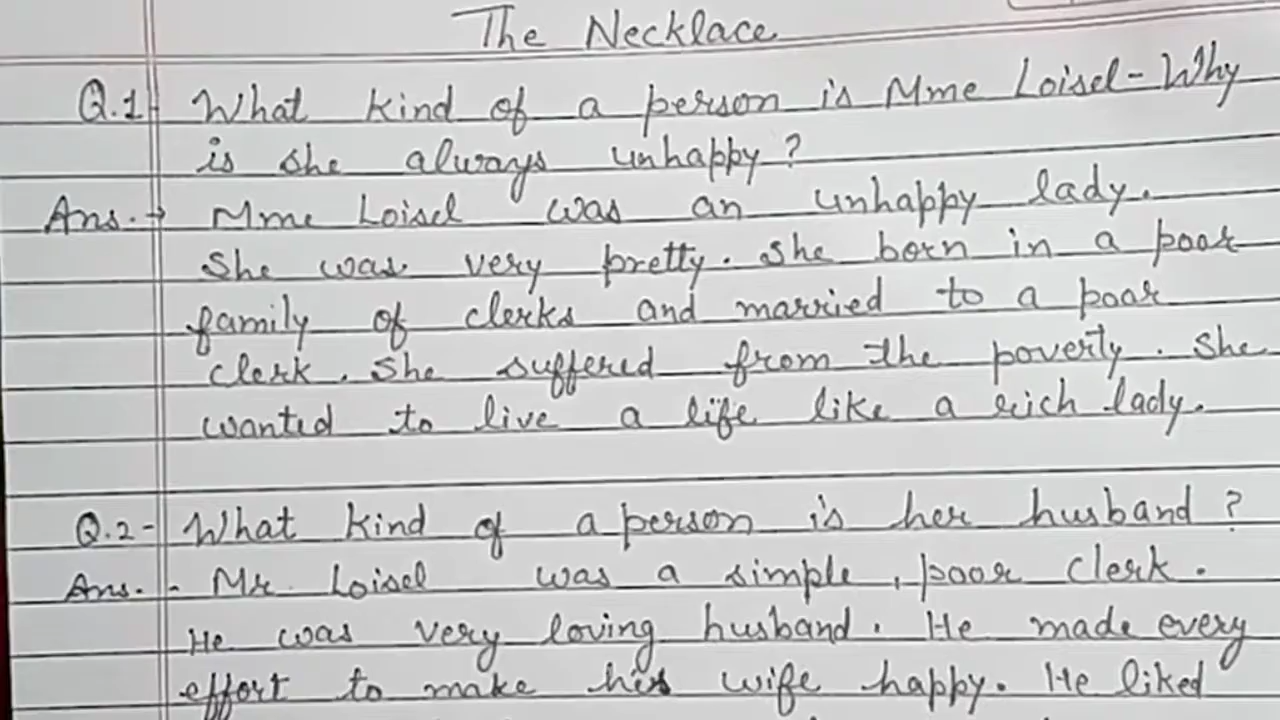 The Necklace
Q.1 What kind of a person is Mme Loisel - Why
is she always unhappy?
Ans. → Mme Loisel was an unhappy lady.
She was very pretty. She born in a poor
family of clerks and married to a poor
clerk. She suffered from the poverty. She
wanted to live a life like a rich lady.
Q.2 - What kind of a person is her husband?
Ans. - Mr. Loisel was a simple, poor clerk.
He was very loving husband. He made every
effort to make his wife happy. He liked